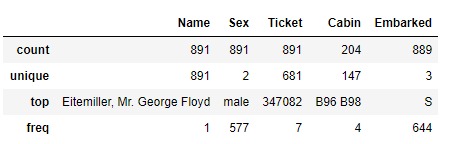 Name Sex Ticket Cabin Embarked
count 891 891 891 204 889
unique 891 2 681 147 3
top Eitemiller, Mr. George Floyd male 347082 B96 B98 S
freq 1 577 7 4 644